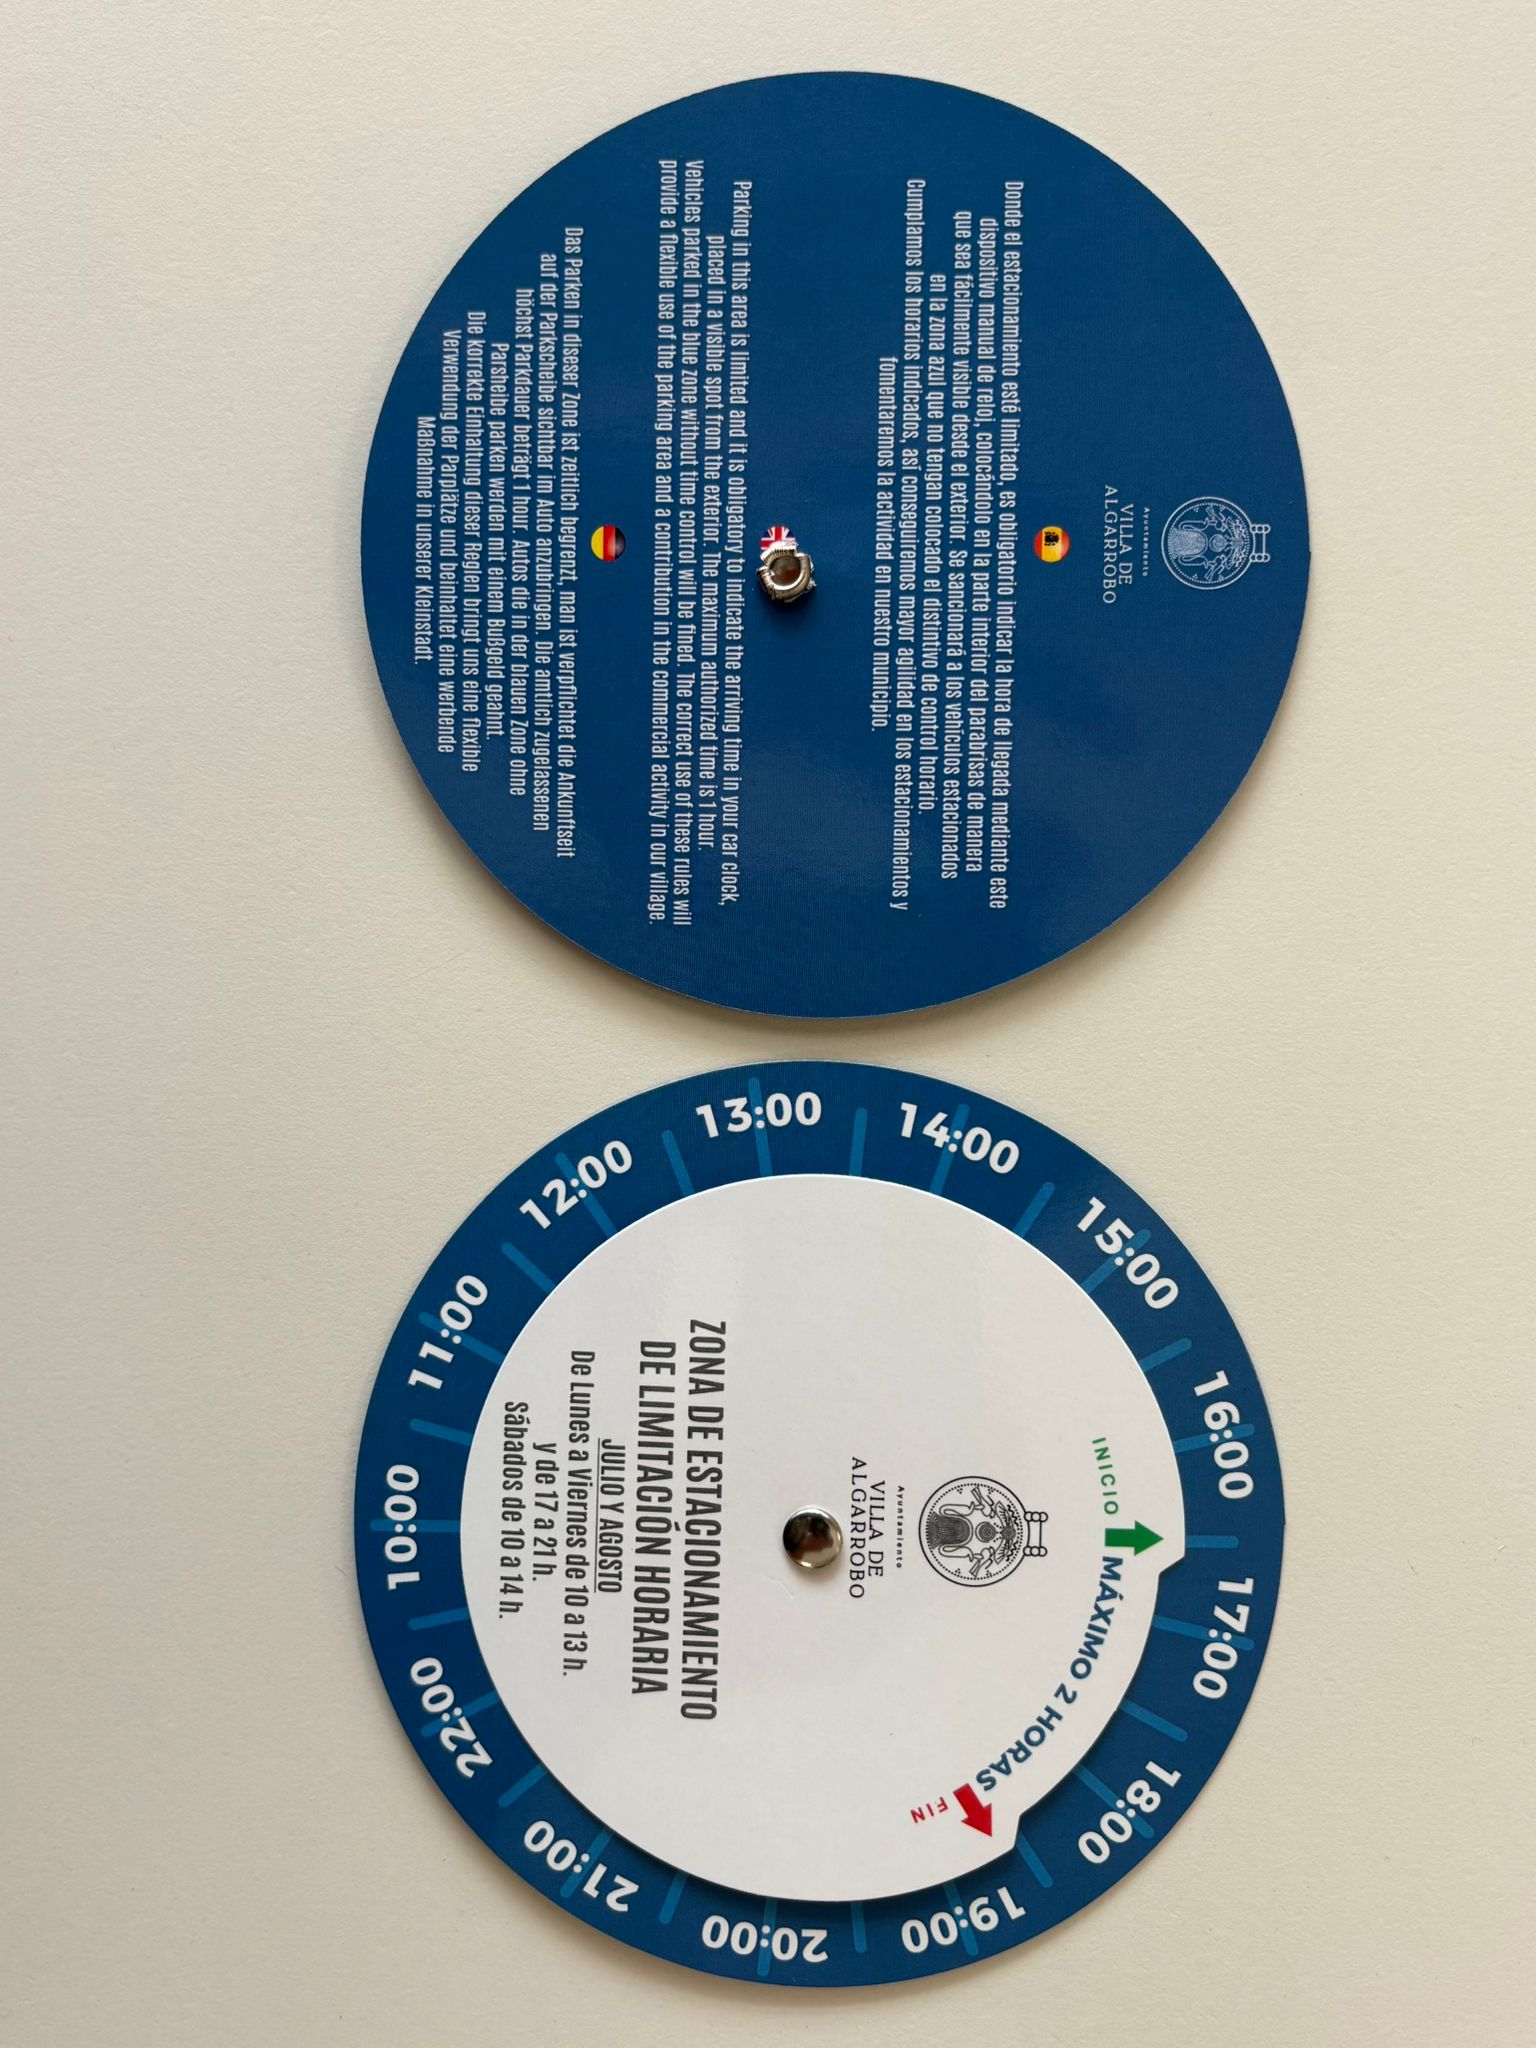 Ayuntamiento
VILLA DE
ALGARROBO
Donde el estacionamiento esté limitado, es obligatorio indicar la hora de llegada mediante este
dispositivo manual de reloj, colocándolo en la parte interior del parabrisas de manera
que sea fácilmente visible desde el exterior. Se sancionará a los vehículos estacionados
en la zona azul que no tengan colocado el distintivo de control horario.
Cumplamos los horarios indicados, así conseguiremos mayor agilidad en los estacionamientos y
fomentaremos la actividad en nuestro municipio.
Parking in this area is limited and it is obligatory to indicate the arriving time in your car clock,
placed in a visible spot from the exterior. The maximum authorized time is 1 hour.
Vehicles parked in the blue zone without time control will be fined. The correct use of these rules will
provide a flexible use of the parking area and a contribution in the commercial activity in our village.
Das Parken in dieseser Zone ist zeitlich begrenzt, man ist verpflichtet die Ankunftseit
auf der Parkscheibe sichtbar im Auto anzubringen. Die amtlich zugelassenen
höchst Parkdauer beträgt 1 hour. Autos die in der blauen Zone ohne
Parsheibe parken werden mit einem Bußgeld geahnt.
Die korrekte Einhaltung dieser Reglen bringt uns eine flexible
Verwendung der Parpätze und beinhaltet eine werbende
Maßnahme in unserer Kleinstadt.
10:00
11:00
12:00
13:00
14:00
15:00
16:00
17:00
18:00
19:00
20:00
21:00
22:00
INICIO
MÁXIMO 2 HORAS
FIN
Ayuntamiento
VILLA DE
ALGARROBO
ZONA DE ESTACIONAMIENTO
DE LIMITACIÓN HORARIA
JULIO Y AGOSTO
De Lunes a Viernes de 10 a 13 h.
y de 17 a 21 h.
Sábados de 10 a 14 h.